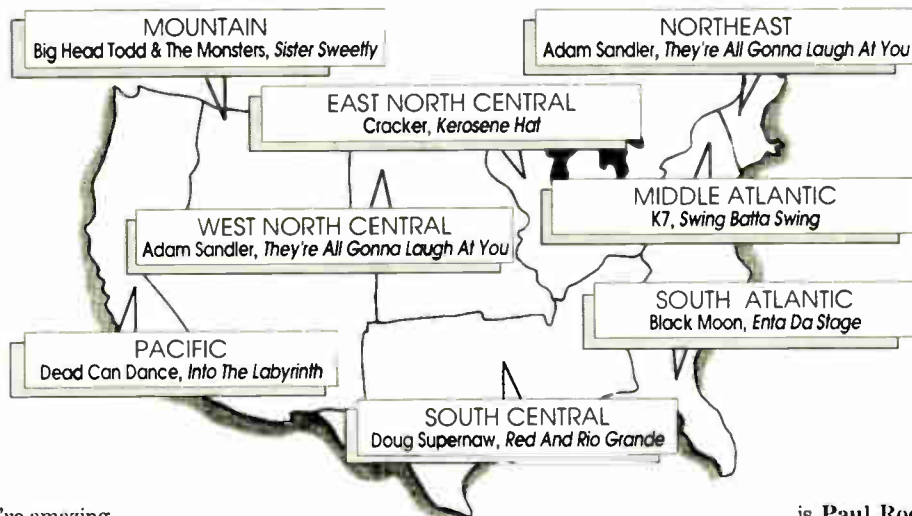 MOUNTAIN
Big Head Todd & The Monsters, Sister Sweetly
NORTHEAST
Adam Sandler, They're All Gonna Laugh At You
EAST NORTH CENTRAL
Cracker, Kerosene Hat
MIDDLE ATLANTIC
K7, Swing Batta Swing
WEST NORTH CENTRAL
Adam Sandler, They're All Gonna Laugh At You
SOUTH ATLANTIC
Black Moon, Enta Da Stage
PACIFIC
Dead Can Dance, Into The Labyrinth
SOUTH CENTRAL
Doug Supernaw, Red And Rio Grande
've amazing
is Paul